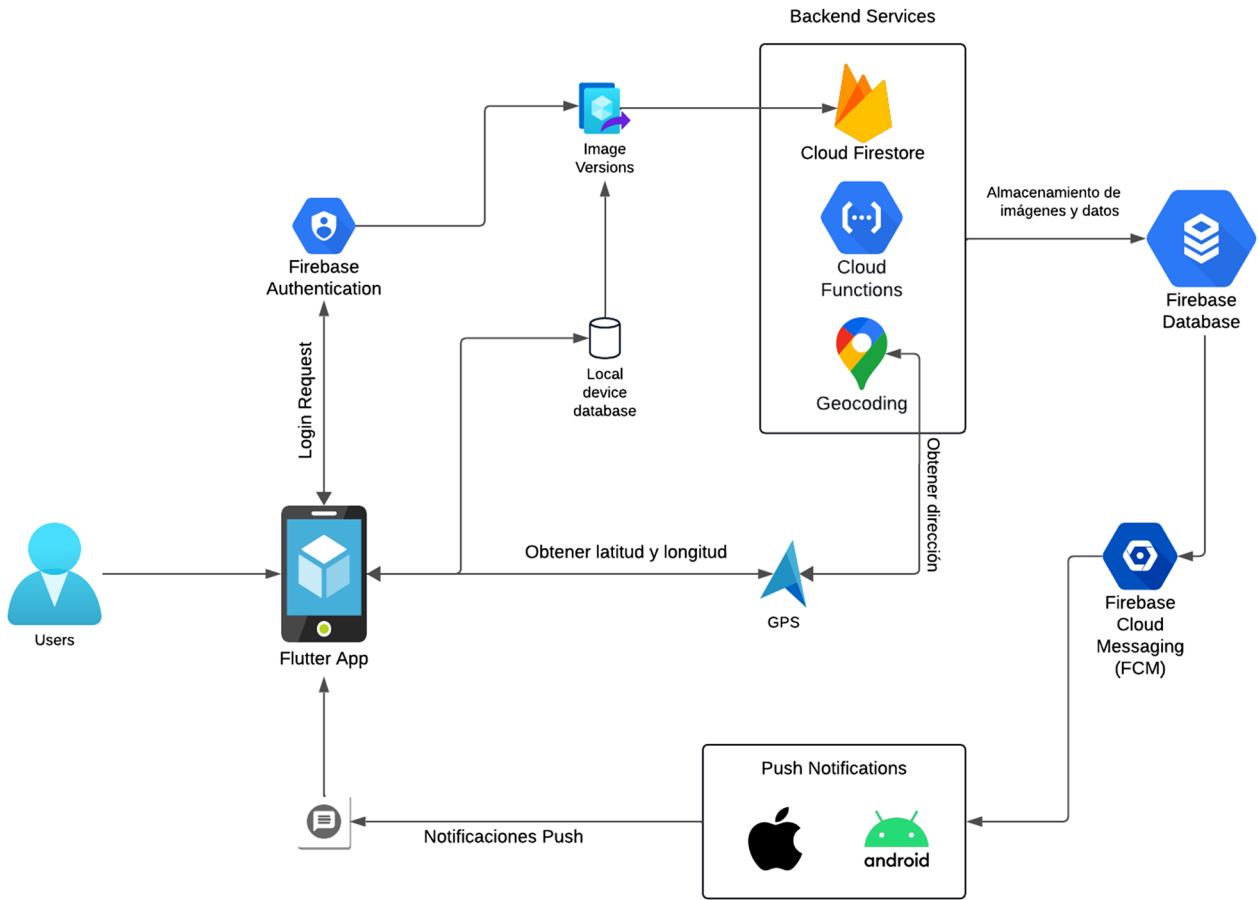 Backend Services
Image
Versions
Cloud Firestore
Almacenamiento de
imágenes y datos
Cloud
Functions
Firebase
Authentication
Firebase
Database
Login Request
Local
device
database
Geocoding
Obtener dirección
Obtener latitud y longitud
Users
Flutter App
GPS
Firebase
Cloud
Messaging
(FCM)
Push Notifications
Notificaciones Push
android